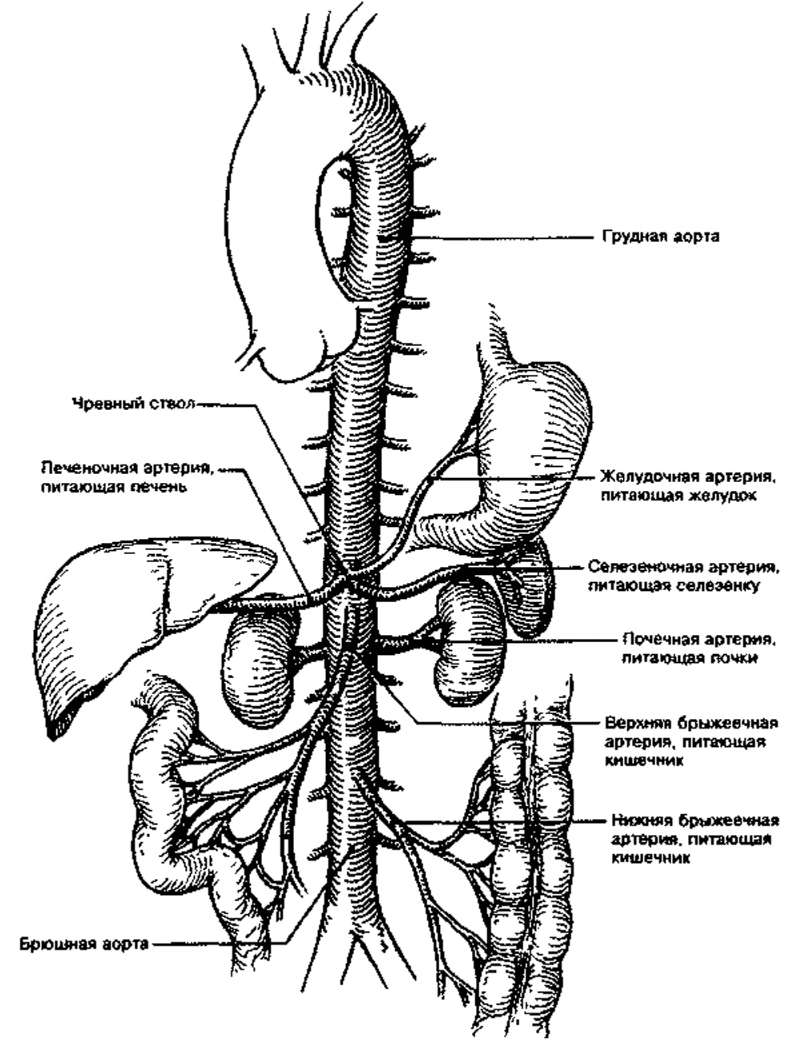 Грудная аорта
Чревный ствол
Печеночная артерия,
питающая печень
Желудочная артерия,
питающая желудок
Селезеночная артерия,
питающая селезенку
Почечная артерия,
питающая почки
Верхняя брыжеечная
артерия, питающая
кишечник
Нижняя брыжеечная
артерия, питающая
кишечник
Брюшная аорта